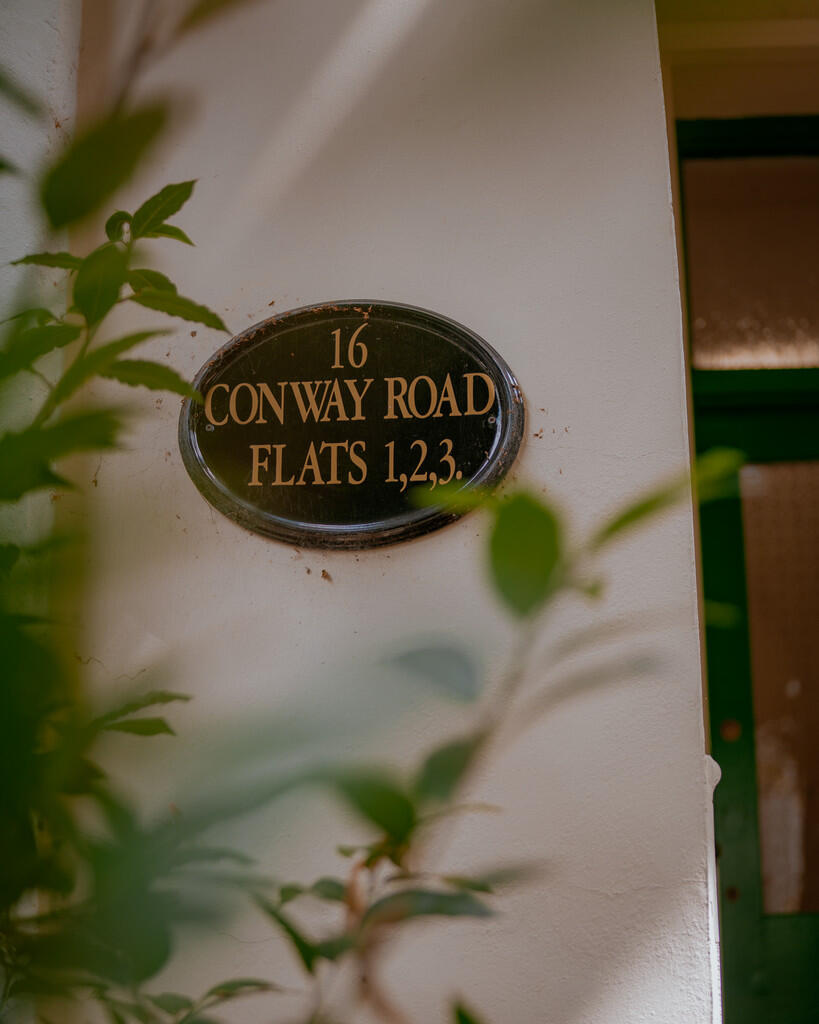 16
CONWAY ROAD
FLATS 1,2,3.